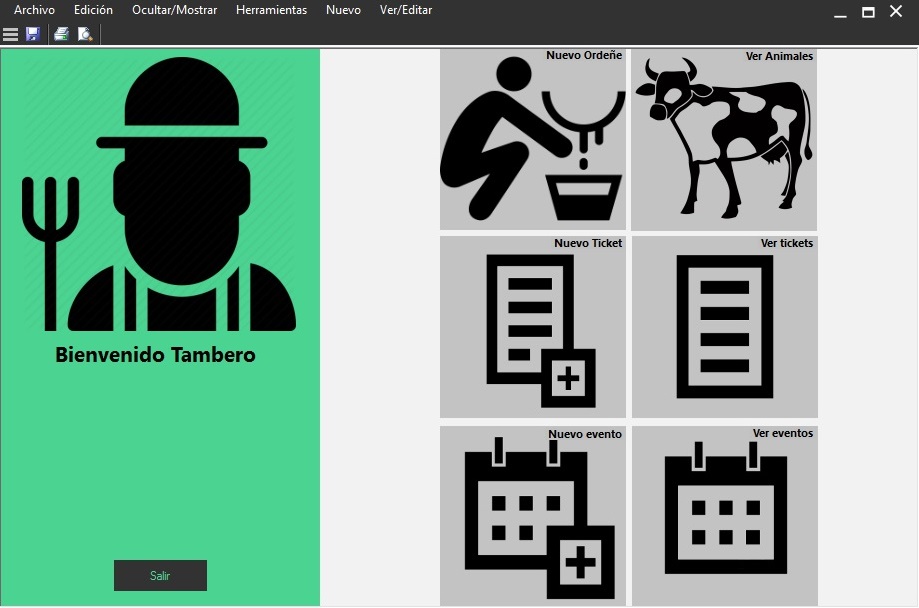 Archivo Edición Ocultar/Mostrar Herramientas Nuevo Ver/Editar
Bienvenido Tambero
Salir
Nuevo Ordeñe
Ver Animales
Nuevo Ticket
Ver tickets
Nuevo evento
Ver eventos